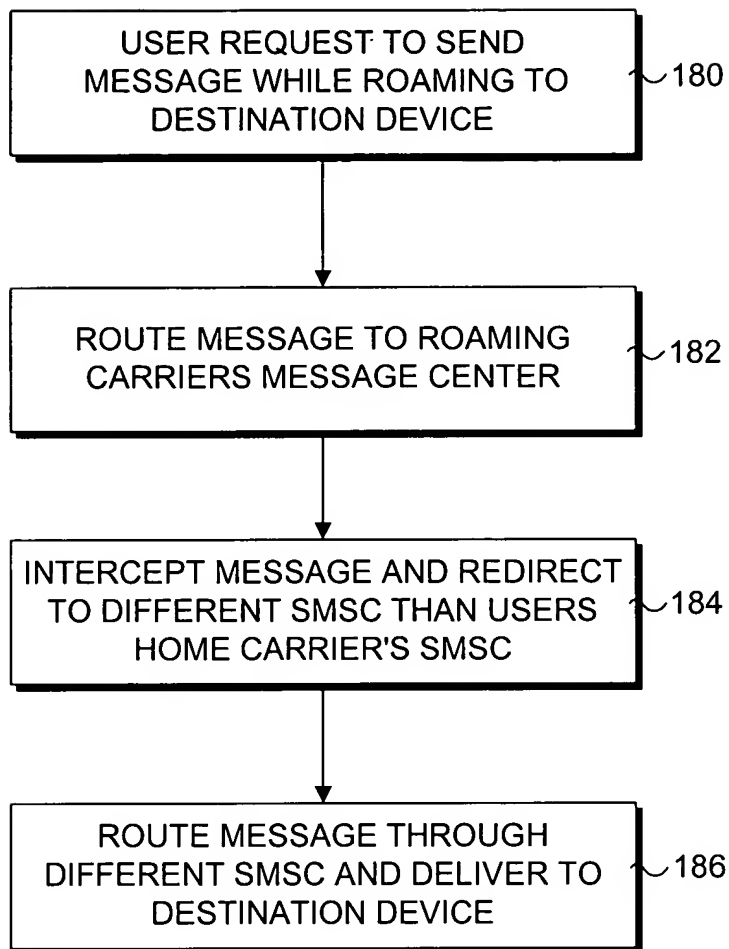 USER REQUEST TO SEND
MESSAGE WHILE ROAMING TO
DESTINATION DEVICE
180
ROUTE MESSAGE TO ROAMING
CARRIERS MESSAGE CENTER
182
INTERCEPT MESSAGE AND REDIRECT
TO DIFFERENT SMSC THAN USERS
HOME CARRIER'S SMSC
184
ROUTE MESSAGE THROUGH
DIFFERENT SMSC AND DELIVER TO
DESTINATION DEVICE
186